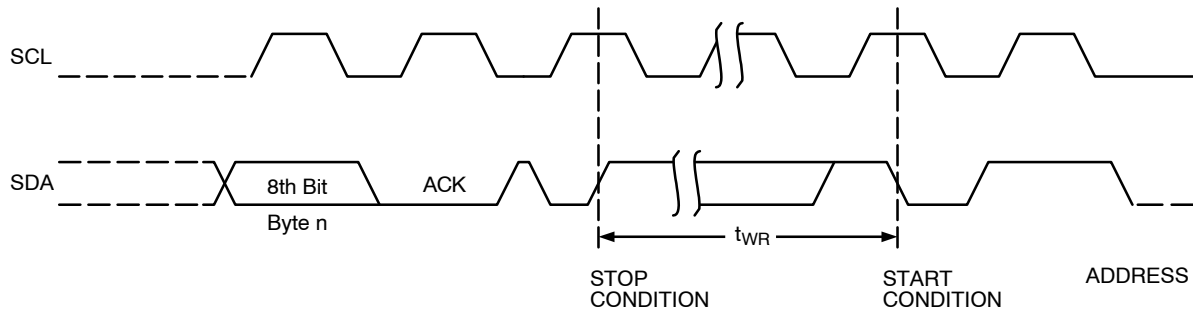 SCL
SDA
8th Bit
ACK
Byte n
tWR
STOP
CONDITION
START
CONDITION
ADDRESS